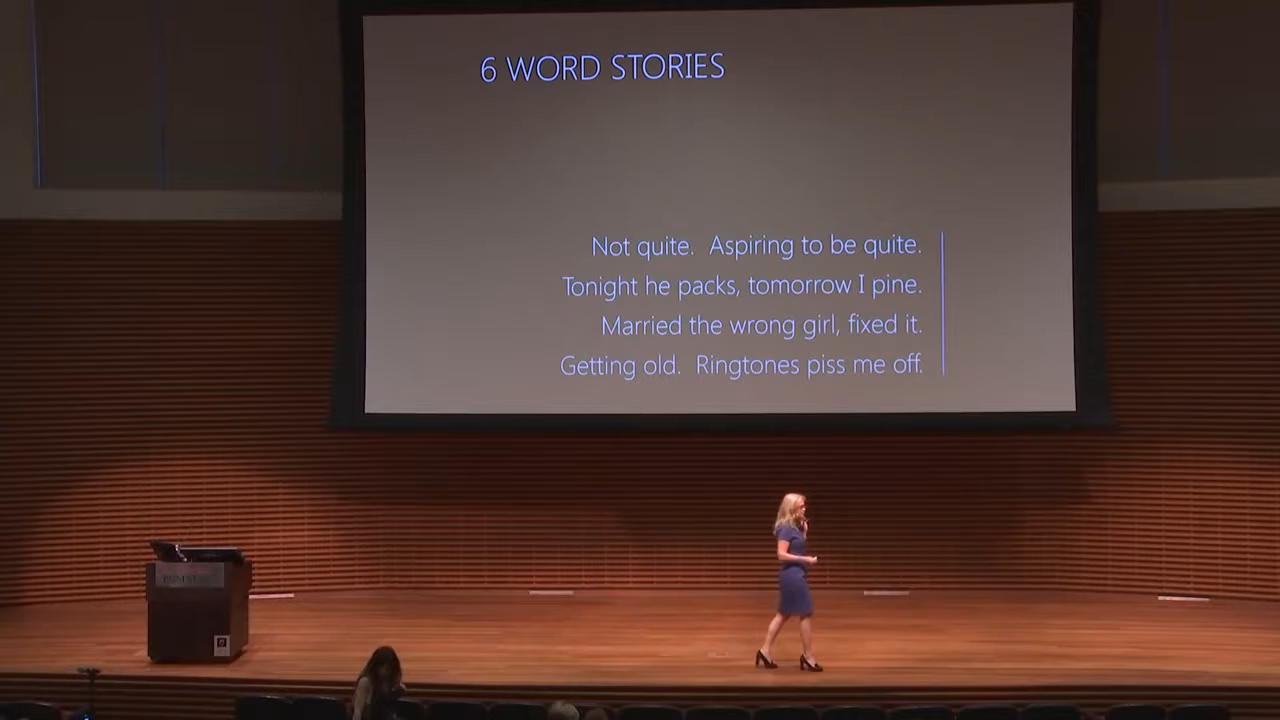 6 WORD STORIES
Not quite.  Aspiring to be quite.
Tonight he packs, tomorrow I pine.
Married the wrong girl, fixed it.
Getting old.  Ringtones piss me off.